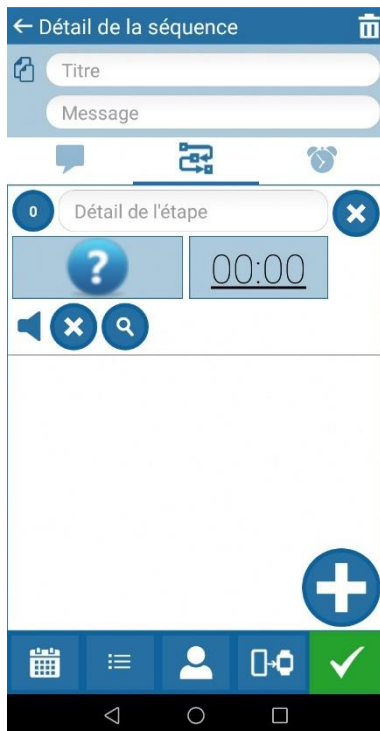 Détail de la séquence
Titre
Message
0
Détail de l'étape
?
00:00